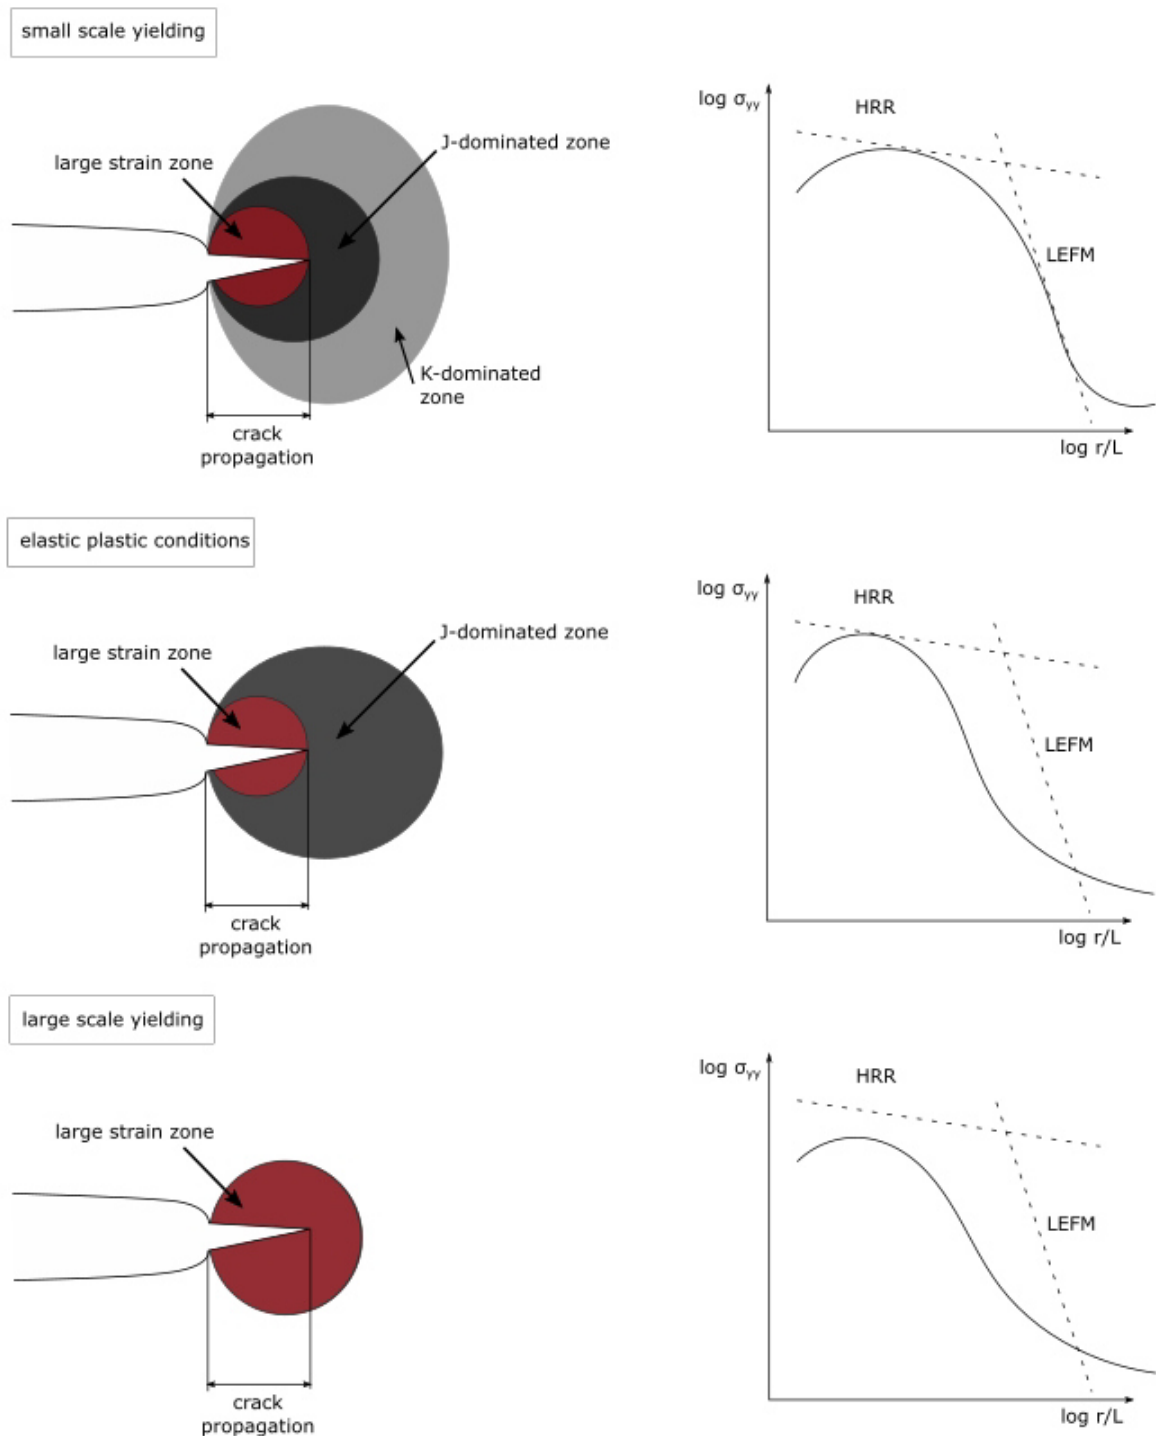 small scale yielding
large strain zone
J-dominated zone
K-dominated
zone
crack
propagation
log σyy
HRR
LEFM
log r/L
elastic plastic conditions
large strain zone
J-dominated zone
crack
propagation
log σyy
HRR
LEFM
log r/L
large scale yielding
large strain zone
crack
propagation
log σyy
HRR
LEFM
log r/L